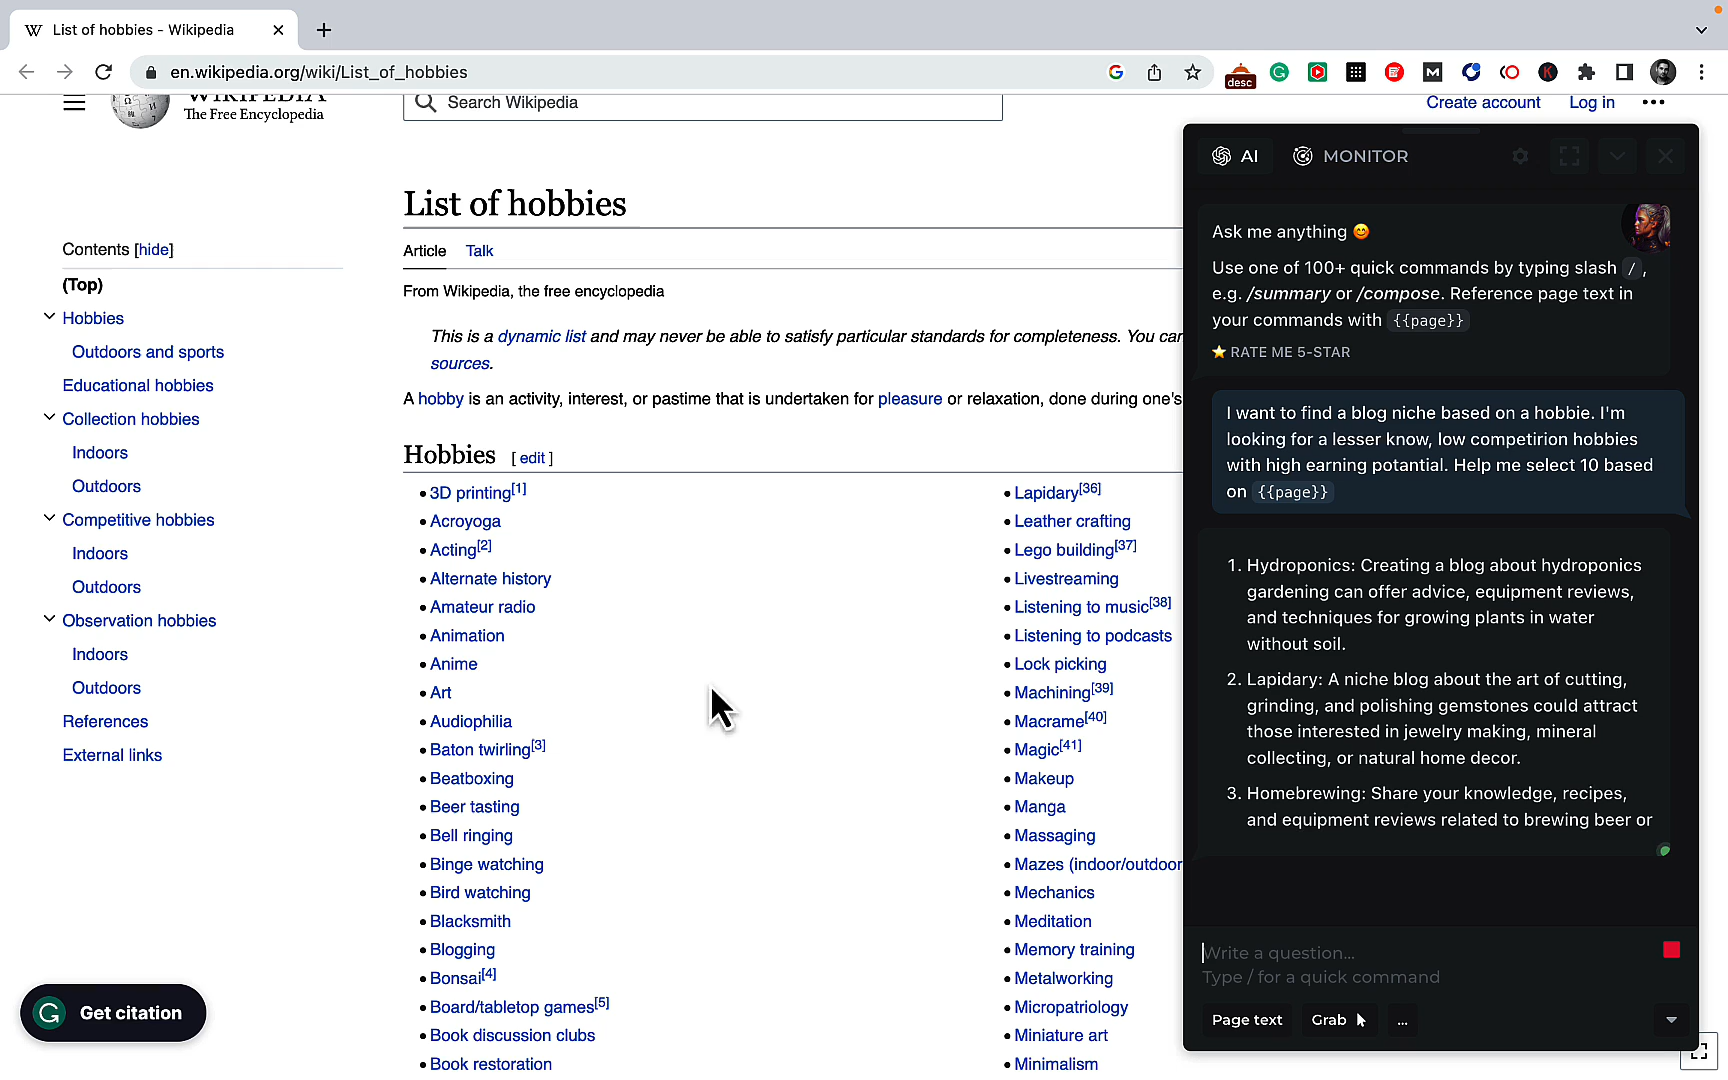 List of hobbies - Wikipedia
en.wikipedia.org/wiki/List_of_hobbies
desc
WIKIPEDIA
The Free Encyclopedia
Search Wikipedia
Create account
Log in
Contents [hide]
(Top)
Hobbies
Outdoors and sports
Educational hobbies
Collection hobbies
Indoors
Outdoors
Competitive hobbies
Indoors
Outdoors
Observation hobbies
Indoors
Outdoors
References
External links
Get citation
List of hobbies
Article
Talk
From Wikipedia, the free encyclopedia
This is a dynamic list and may never be able to satisfy particular standards for completeness. You can
sources.
A hobby is an activity, interest, or pastime that is undertaken for pleasure or relaxation, done during one's
Hobbies [ edit ]
3D printing[1]
Acroyoga
Acting[2]
Alternate history
Amateur radio
Animation
Anime
Art
Audiophilia
Baton twirling[3]
Beatboxing
Beer tasting
Bell ringing
Binge watching
Bird watching
Blacksmith
Blogging
Bonsai[4]
Board/tabletop games[5]
Book discussion clubs
Book restoration
Lapidary[36]
Leather crafting
Lego building[37]
Livestreaming
Listening to music[38]
Listening to podcasts
Lock picking
Machining[39]
Macrame[40]
Magic[41]
Makeup
Manga
Massaging
Mazes (indoor/outdoor
Mechanics
Meditation
Memory training
Metalworking
Micropatriology
Miniature art
Minimalism
AI
MONITOR
Ask me anything 😊
Use one of 100+ quick commands by typing slash /,
e.g. /summary or /compose. Reference page text in
your commands with {{page}}
⭐ RATE ME 5-STAR
I want to find a blog niche based on a hobbie. I'm
looking for a lesser know, low competirion hobbies
with high earning potantial. Help me select 10 based
on {{page}}
1. Hydroponics: Creating a blog about hydroponics
gardening can offer advice, equipment reviews,
and techniques for growing plants in water
without soil.
2. Lapidary: A niche blog about the art of cutting,
grinding, and polishing gemstones could attract
those interested in jewelry making, mineral
collecting, or natural home decor.
3. Homebrewing: Share your knowledge, recipes,
and equipment reviews related to brewing beer or
Write a question...
Type / for a quick command
Page text
Grab
...